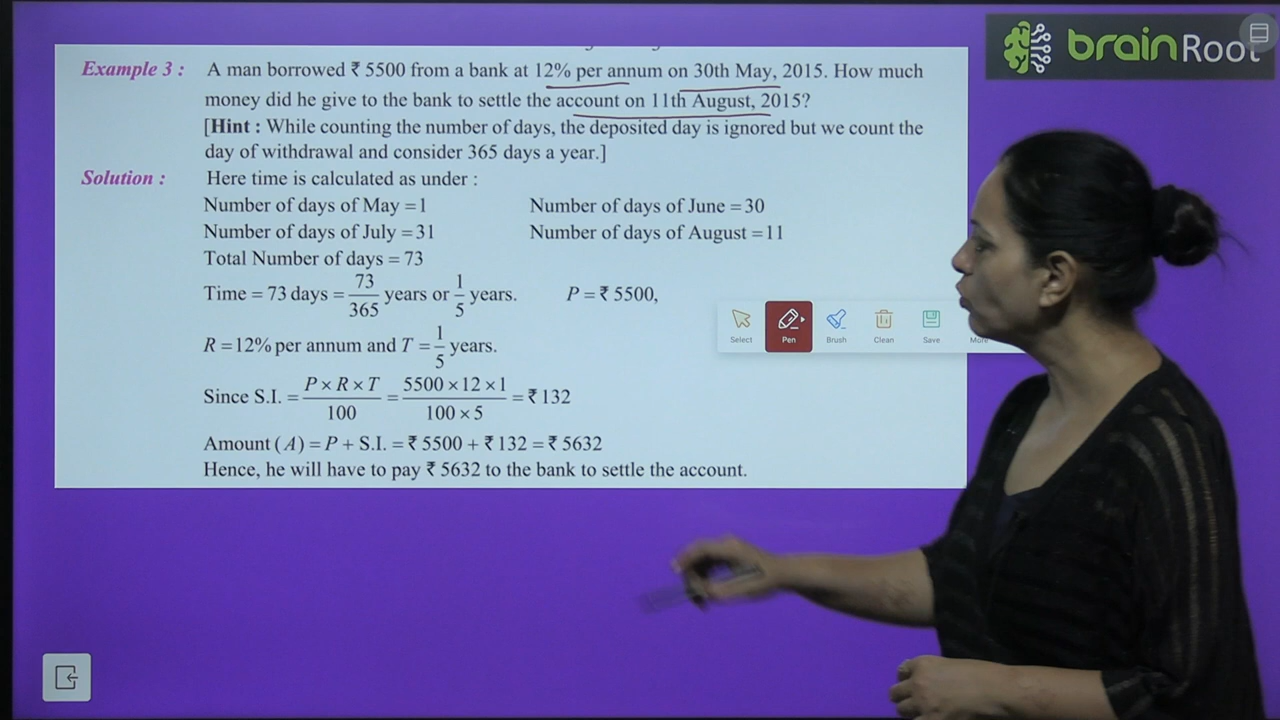 brainRoot
Example 3 : A man borrowed ₹ 5500 from a bank at 12% per annum on 30th May, 2015. How much
money did he give to the bank to settle the account on 11th August, 2015?
[Hint : While counting the number of days, the deposited day is ignored but we count the
day of withdrawal and consider 365 days a year.]
Solution : Here time is calculated as under :
Number of days of May = 1 Number of days of June = 30
Number of days of July = 31 Number of days of August = 11
Total Number of days = 73
Time = 73 days = 73/365 years or 1/5 years. P = ₹ 5500,
Select Pen Brush Clean Save More
R = 12% per annum and T = 1/5 years.
Since S.I. = P × R × T / 100 = 5500 × 12 × 1 / 100 × 5 = ₹ 132
Amount (A) = P + S.I. = ₹ 5500 + ₹ 132 = ₹ 5632
Hence, he will have to pay ₹ 5632 to the bank to settle the account.